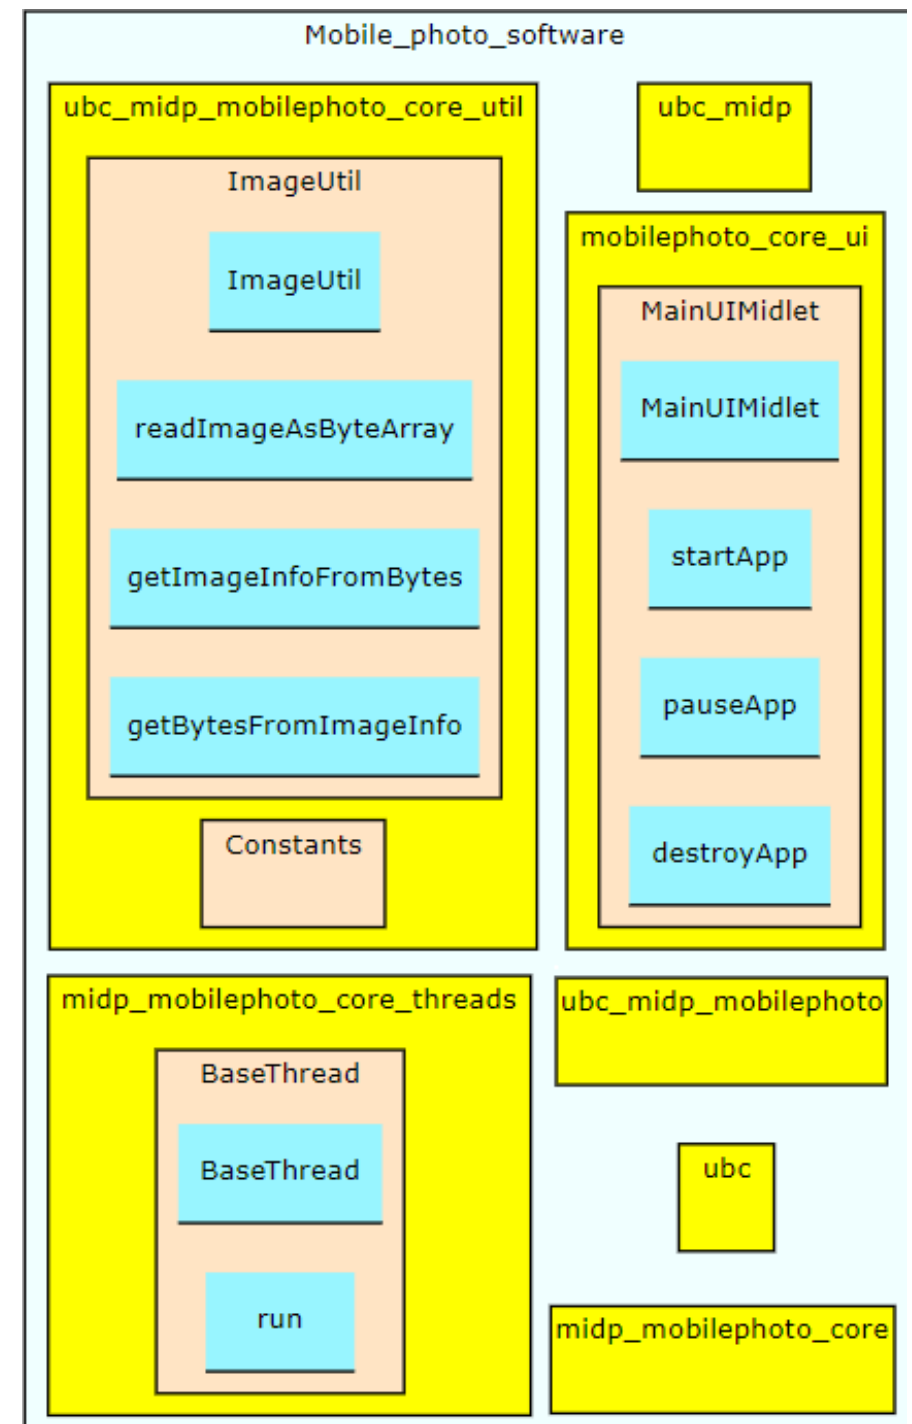 Mobile_photo_software
ubc_midp_mobilephoto_core_util
ImageUtil
ImageUtil
readImageAsByteArray
getImageInfoFromBytes
getBytesFromImageInfo
Constants
ubc_midp
mobilephoto_core_ui
MainUIMidlet
MainUIMidlet
startApp
pauseApp
destroyApp
midp_mobilephoto_core_threads
BaseThread
BaseThread
run
ubc_midp_mobilephoto
ubc
midp_mobilephoto_core